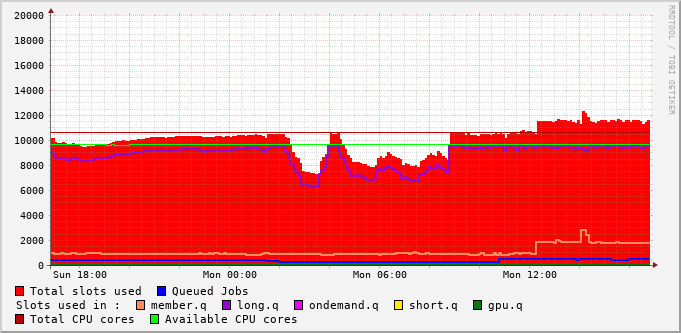 20000
18000
16000
14000
12000
10000
8000
6000
4000
2000
0
Sun 18:00 Mon 00:00 Mon 06:00 Mon 12:00
RRDTOOL / TOBI OETIKER
Total slots used Queued Jobs
Slots used in : member.q long.q ondemand.q short.q gpu.q
Total CPU cores Available CPU cores